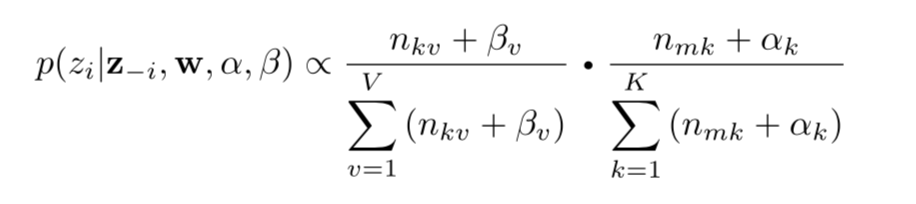 p(z_i|\mathbf{z}_{-i}, \mathbf{w}, \alpha, \beta) \propto \frac{n_{kv} + \beta_v}{\sum_{v=1}^{V} (n_{kv} + \beta_v)} \bullet \frac{n_{mk} + \alpha_k}{\sum_{k=1}^{K} (n_{mk} + \alpha_k)}